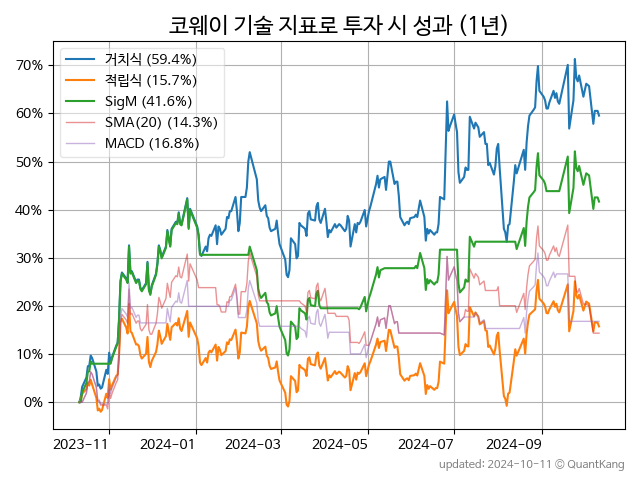 코웨이 기술 지표로 투자 시 성과 (1년)
거치식 (59.4%)
적립식 (15.7%)
SigM (41.6%)
SMA(20) (14.3%)
MACD (16.8%)
70%
60%
50%
40%
30%
20%
10%
0%
2023-11 2024-01 2024-03 2024-05 2024-07 2024-09
updated: 2024-10-11 © QuantKang